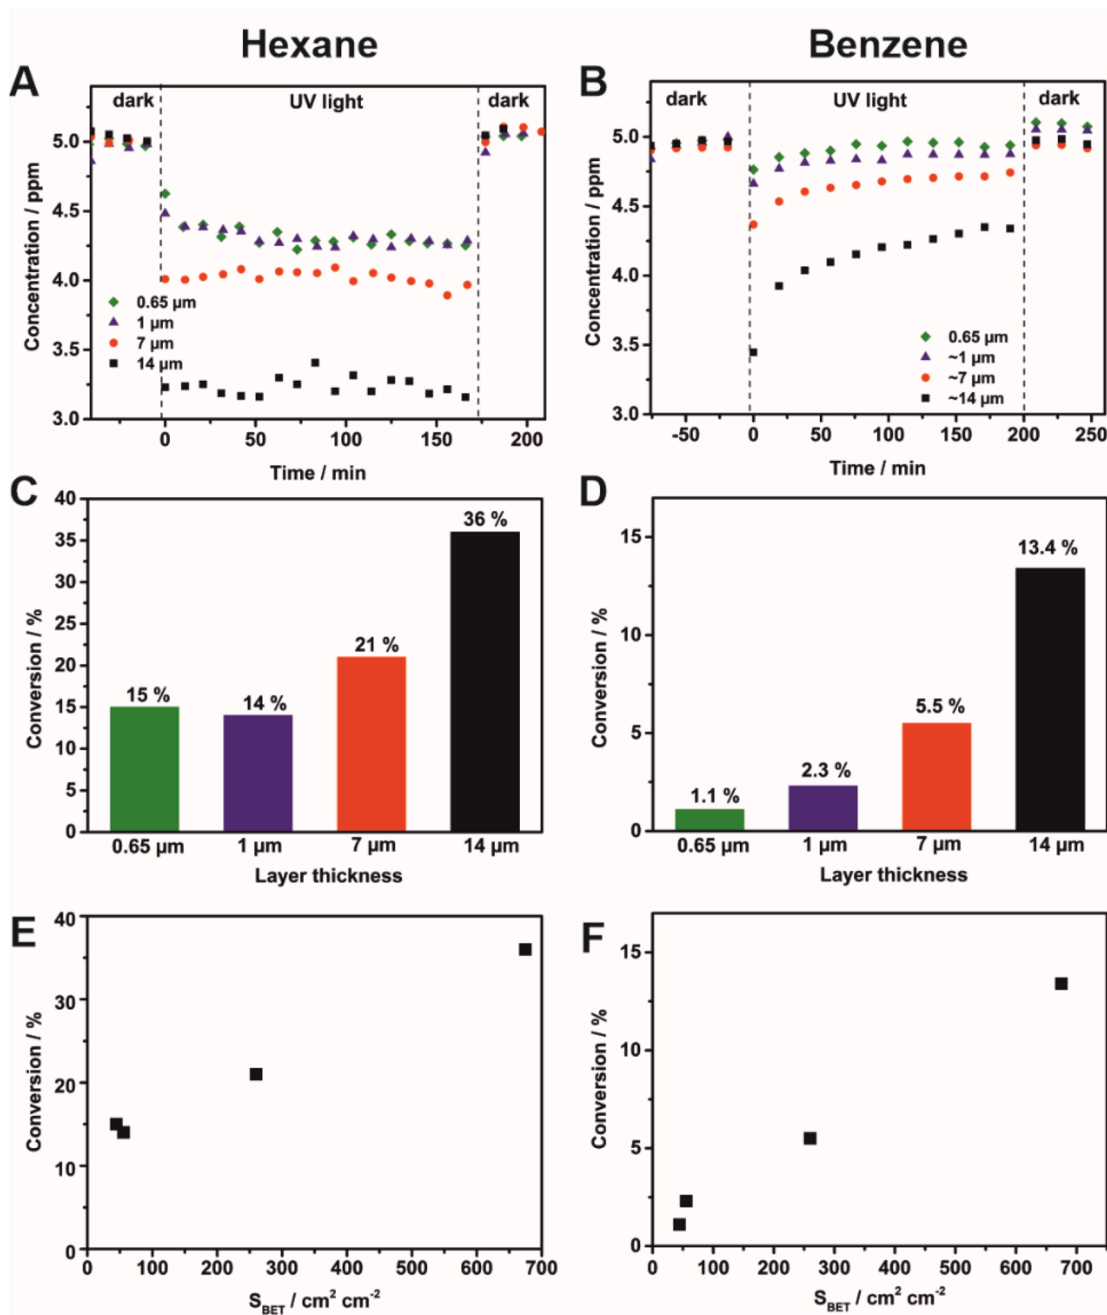 Hexane
Benzene
A
dark
UV light
dark
5.0
4.5
4.0
3.5
3.0
Concentration / ppm
0.65 µm
1 µm
7 µm
14 µm
0
50
100
150
200
Time / min
B
dark
UV light
dark
5.0
4.5
4.0
3.5
3.0
Concentration / ppm
0.65 µm
~1 µm
~7 µm
~14 µm
-50
0
50
100
150
200
250
Time / min
C
40
35
30
25
20
15
10
5
0
Conversion / %
15 %
14 %
21 %
36 %
0.65 µm
1 µm
7 µm
14 µm
Layer thickness
D
15
10
5
0
Conversion / %
1.1 %
2.3 %
5.5 %
13.4 %
0.65 µm
1 µm
7 µm
14 µm
Layer thickness
E
40
30
20
10
0
Conversion / %
0
100
200
300
400
500
600
700
S_BET / cm² cm⁻²
F
15
10
5
0
Conversion / %
0
100
200
300
400
500
600
700
S_BET / cm² cm⁻²